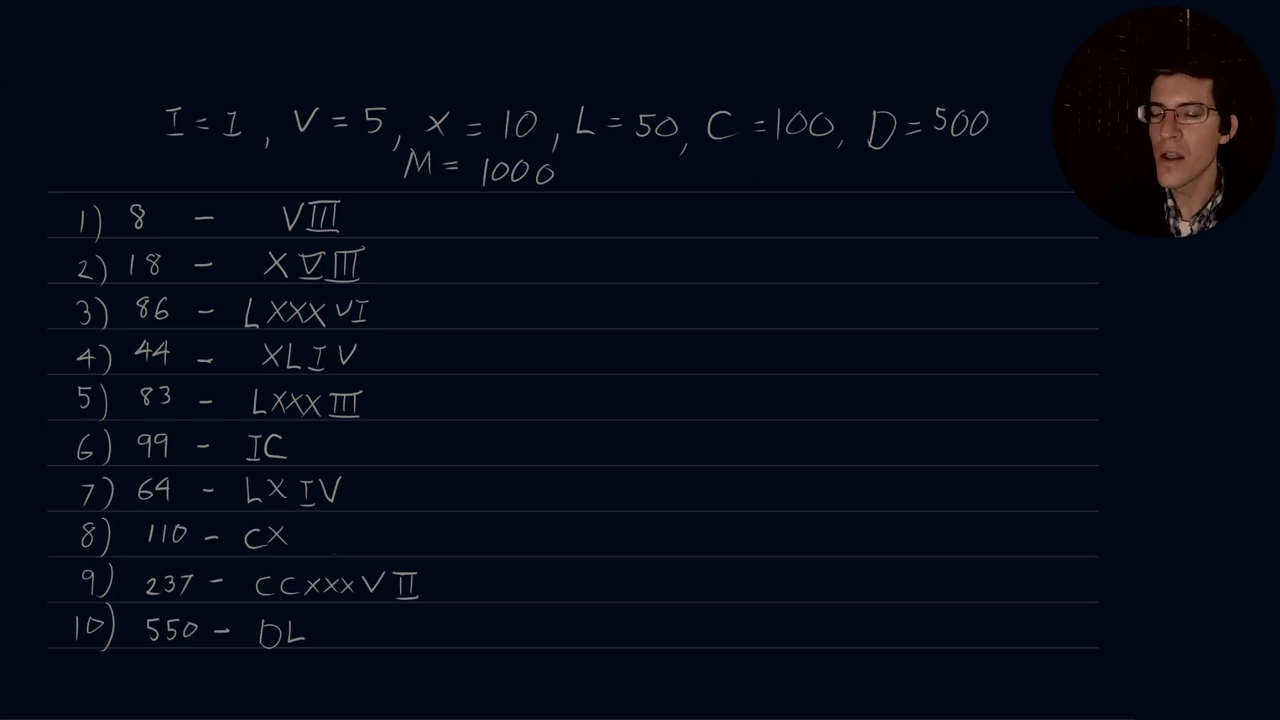 I = I, V = 5, X = 10, L = 50, C = 100, D = 500
M = 1000
1) 8 - VIII
2) 18 - XVIII
3) 86 - LXXXVI
4) 44 - XLIV
5) 83 - LXXXIII
6) 99 - IC
7) 64 - LXIV
8) 110 - CX
9) 237 - CCXXXVII
10) 550 - DL